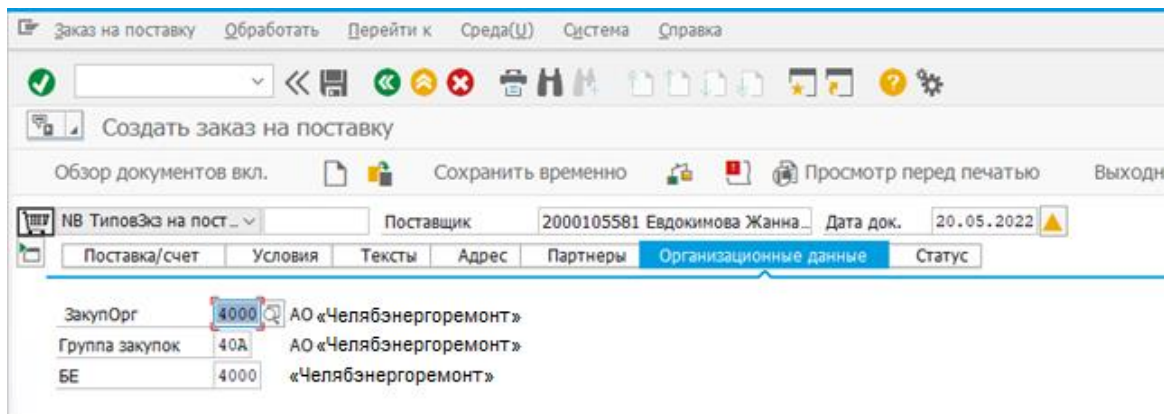 Заказ на поставку Обработать Перейти к Среда(U) Система Справка
Создать заказ на поставку
Обзор документов вкл. Сохранить временно Просмотр перед печатью Выходн
NB ТиповЗкз на пост... Поставщик 2000105581 Евдокимова Жанна... Дата док. 20.05.2022
Поставка/счет Условия Тексты Адрес Партнеры Организационные данные Статус
ЗакупОрг 4000 АО «Челябэнергоремонт»
Группа закупок 40A АО «Челябэнергоремонт»
БЕ 4000 «Челябэнергоремонт»